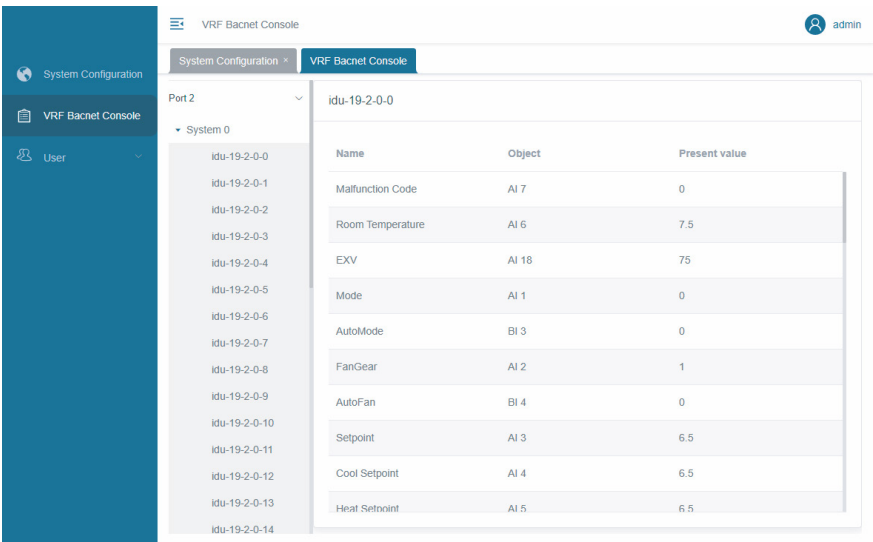 VRF Bacnet Console
admin
System Configuration ×
VRF Bacnet Console
System Configuration
VRF Bacnet Console
User
Port 2
System 0
idu-19-2-0-0
idu-19-2-0-1
idu-19-2-0-2
idu-19-2-0-3
idu-19-2-0-4
idu-19-2-0-5
idu-19-2-0-6
idu-19-2-0-7
idu-19-2-0-8
idu-19-2-0-9
idu-19-2-0-10
idu-19-2-0-11
idu-19-2-0-12
idu-19-2-0-13
idu-19-2-0-14
idu-19-2-0-0
Name Object Present value
Malfunction Code AI 7 0
Room Temperature AI 6 7.5
EXV AI 18 75
Mode AI 1 0
AutoMode BI 3 0
FanGear AI 2 1
AutoFan BI 4 0
Setpoint AI 3 6.5
Cool Setpoint AI 4 6.5
Heat Setpoint AI 5 6.5